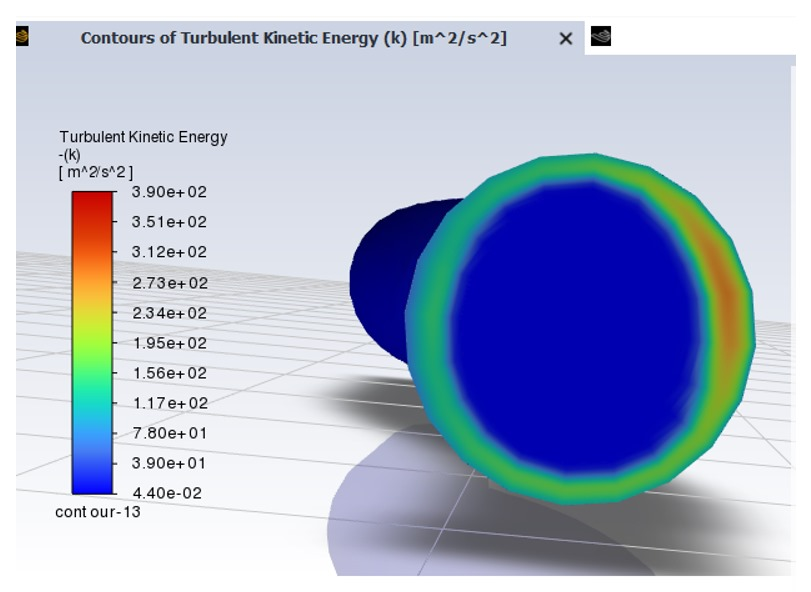 Contours of Turbulent Kinetic Energy (k) [m^2/s^2]
Turbulent Kinetic Energy
-(k)
[ m^2/s^2 ]
3.90e+02
3.51e+02
3.12e+02
2.73e+02
2.34e+02
1.95e+02
1.56e+02
1.17e+02
7.80e+01
3.90e+01
4.40e-02
contour-13